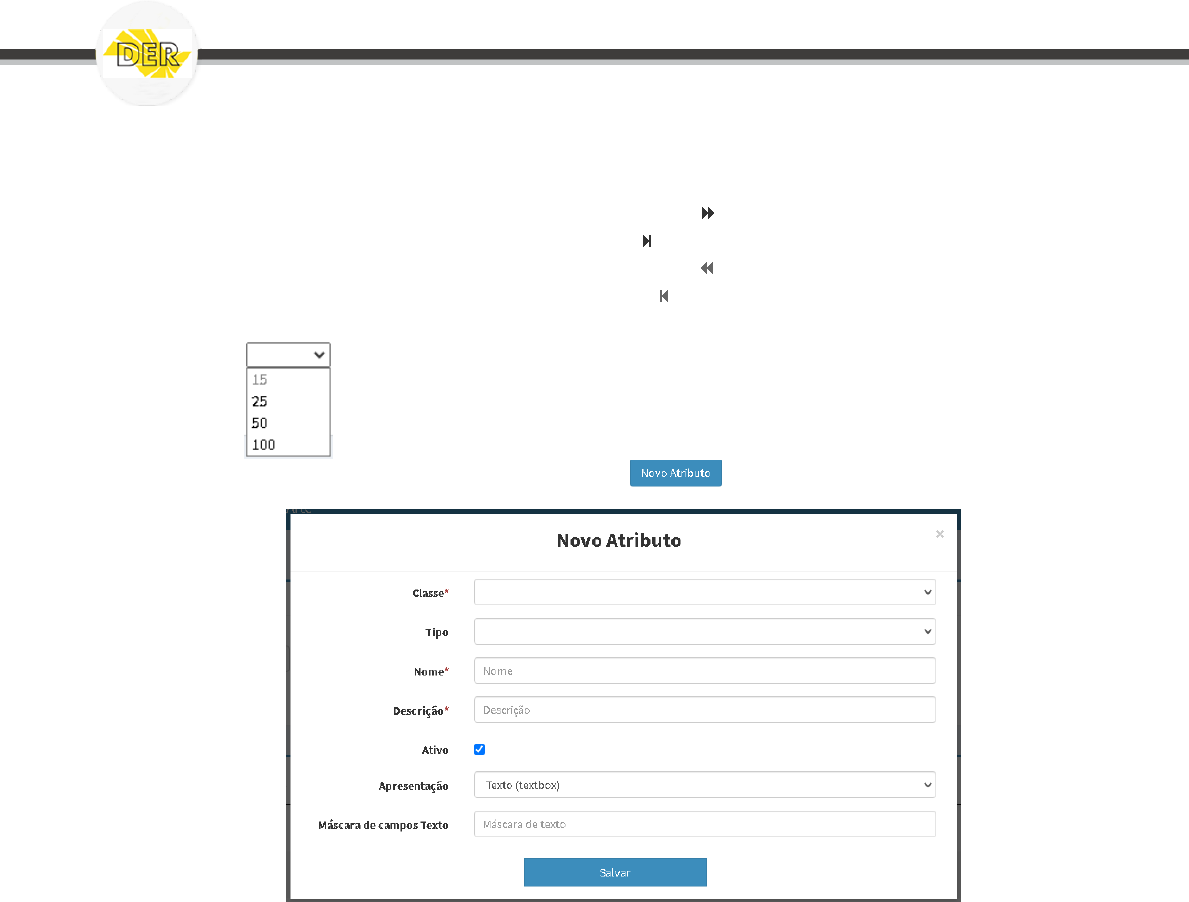 DER
15
25
50
100
Novo Atributo
Novo Atributo
×
Classe*
Tipo
Nome*
Nome
Descrição*
Descrição
Ativo
Apresentação
Texto (textbox)
Máscara de campos Texto
Máscara de texto
Salvar